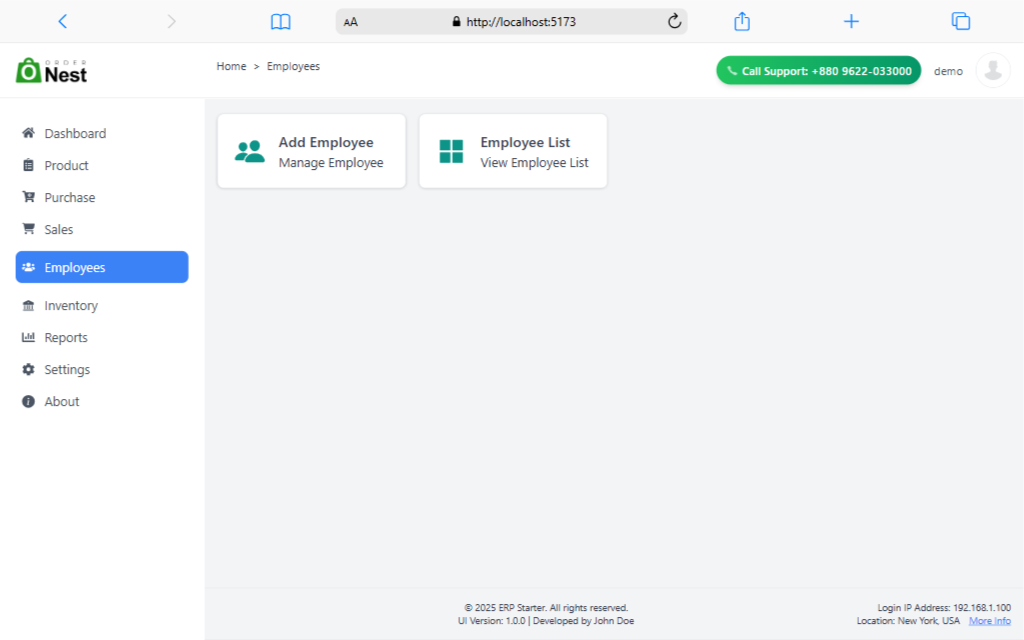 AA
http://localhost:5173
ORDER
Nest
Home > Employees
Call Support: +880 9622-033000
demo
Dashboard
Product
Purchase
Sales
Employees
Inventory
Reports
Settings
About
Add Employee
Manage Employee
Employee List
View Employee List
© 2025 ERP Starter. All rights reserved.
UI Version: 1.0.0 | Developed by John Doe
Login IP Address: 192.168.1.100
Location: New York, USA More Info